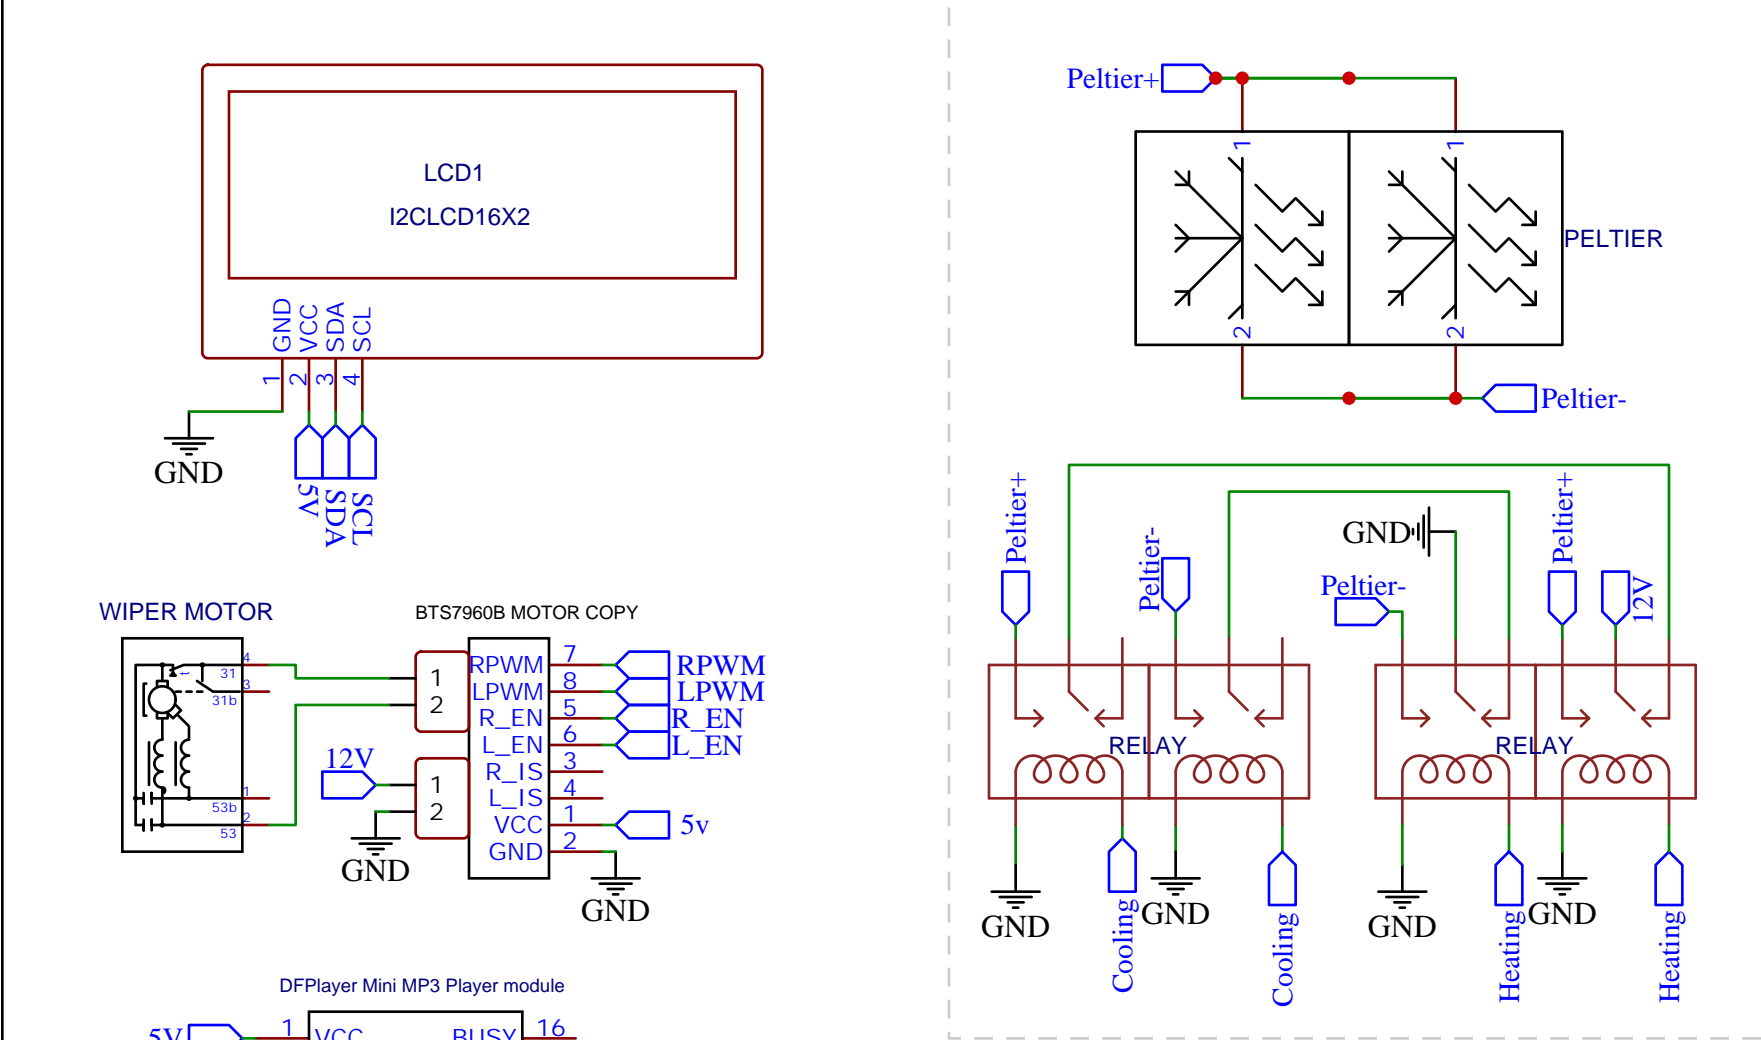 LCD1
I2CLCD16X2
GND
VCC
SDA
SCL
1
2
3
4
GND
5V
SDA
SCL
WIPER MOTOR
4
31
3
31b
t
1
53b
2
53
BTS7960B MOTOR COPY
1
2
1
2
12V
GND
RPWM 7 RPWM
LPWM 8 LPWM
R_EN 5 R_EN
L_EN 6 L_EN
R_IS 3
L_IS 4
VCC 1 5v
GND 2
GND
DFPlayer Mini MP3 Player module
5V 1 VCC BUSY 16
Peltier+
1
1
PELTIER
2
2
Peltier-
Peltier+
Peltier-
GND
Peltier-
Peltier+
12V
RELAY
RELAY
GND
Cooling
GND
Cooling
GND
Heating
GND
Heating